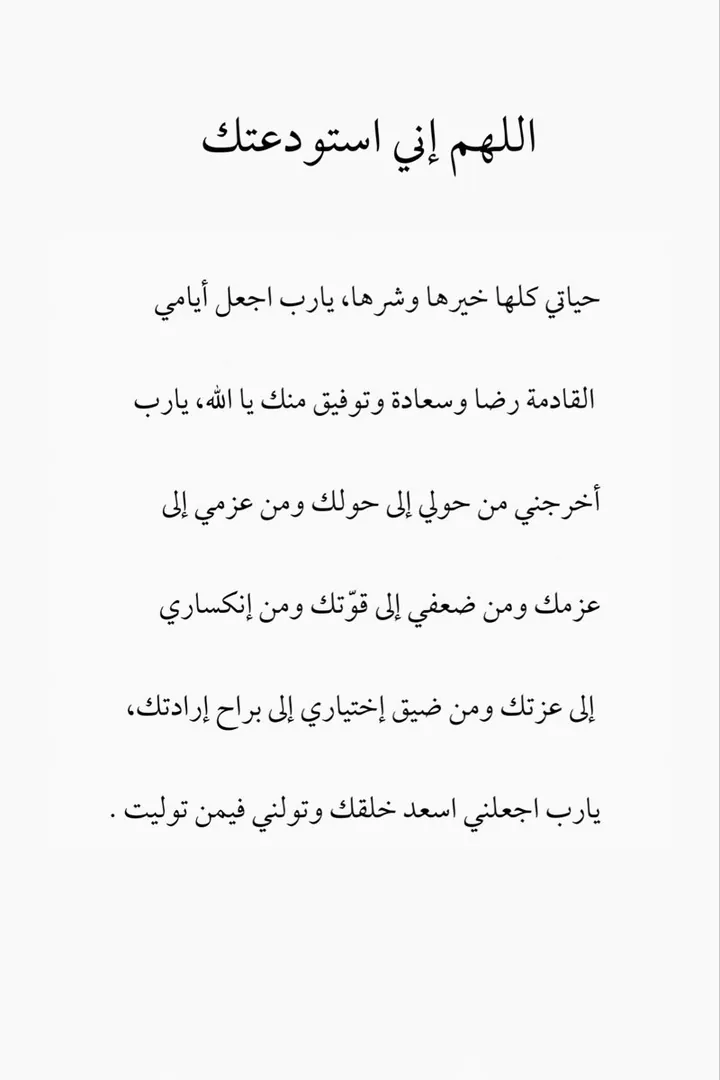 اللهم إني استودعتك
حياتي كلها خيرها وشرها، يارب اجعل أيامي
القادمة رضا وسعادة وتوفيق منك يا الله، يارب
أخرجني من حولي إلى حولك ومن عزمي إلى
عزمك ومن ضعفي إلى قوّتك ومن إنكساري
إلى عزتك ومن ضيق إختياري إلى براح إرادتك،
يارب اجعلني اسعد خلقك وتولني فيمن توليت .